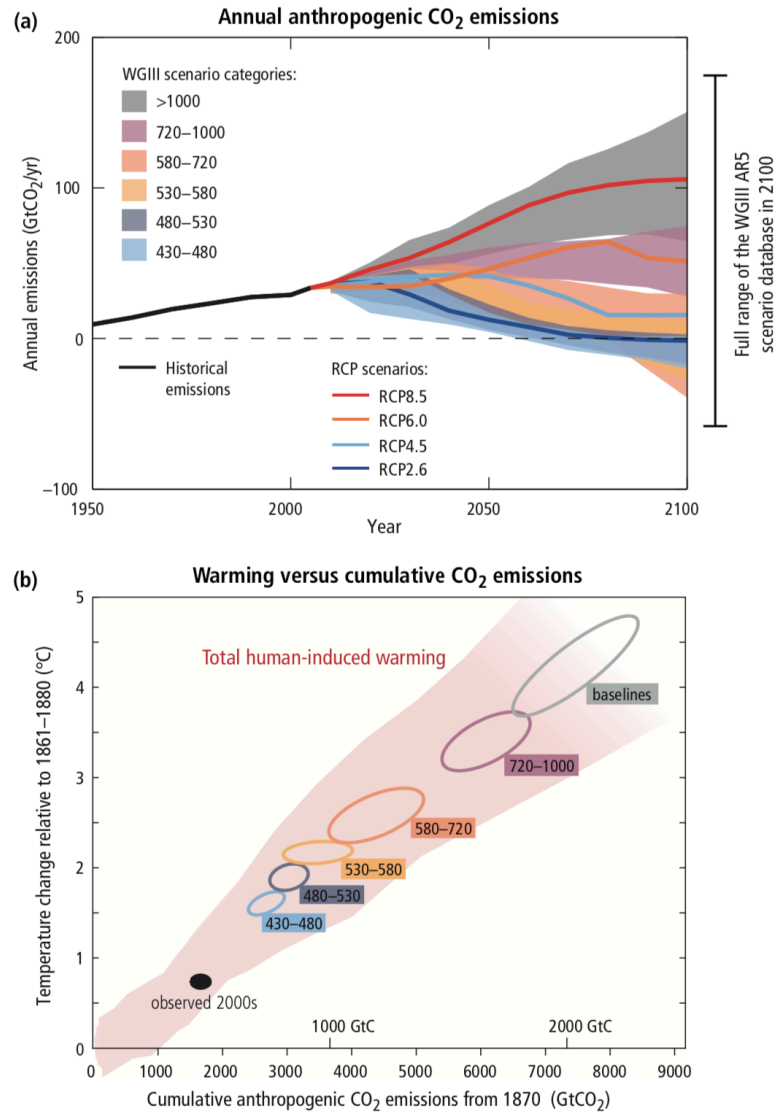 (a)
Annual anthropogenic CO₂ emissions
200
100
0
–100
Annual emissions (GtCO₂/yr)
WGIII scenario categories:
>1000
720–1000
580–720
530–580
480–530
430–480
Historical
emissions
RCP scenarios:
RCP8.5
RCP6.0
RCP4.5
RCP2.6
1950
2000
2050
2100
Year
Full range of the WGIII AR5
scenario database in 2100
(b)
Warming versus cumulative CO₂ emissions
5
4
3
2
1
0
Temperature change relative to 1861–1880 (°C)
Total human-induced warming
baselines
720–1000
580–720
530–580
480–530
430–480
observed 2000s
1000 GtC
2000 GtC
0
1000
2000
3000
4000
5000
6000
7000
8000
9000
Cumulative anthropogenic CO₂ emissions from 1870 (GtCO₂)